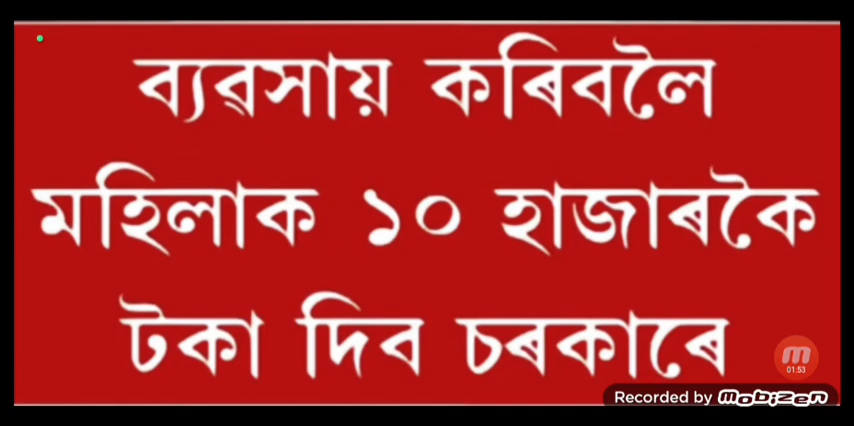 ব্যৱসায় কৰিবলৈ
মহিলাক ১০ হাজাৰকৈ
টকা দিব চৰকাৰে
01:53
Recorded by mobizen